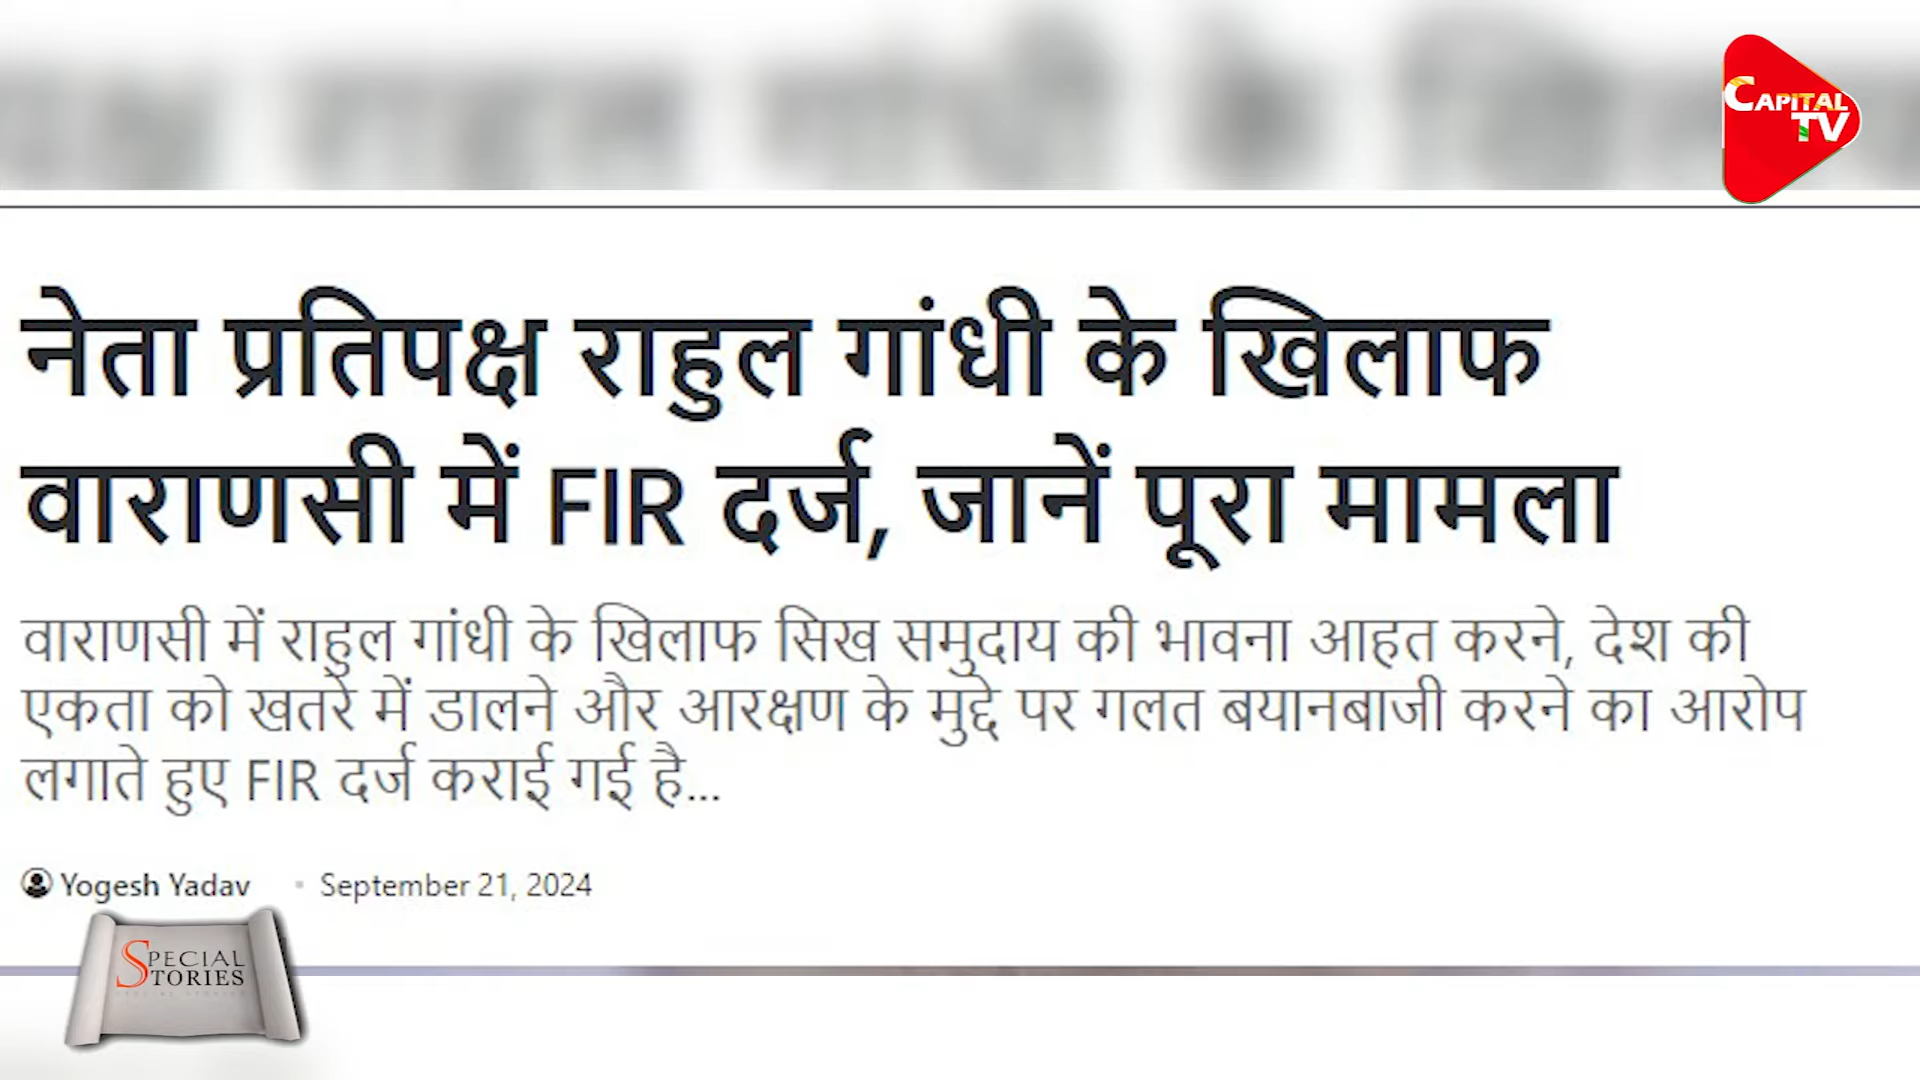 CAPITAL
TV
नेता प्रतिपक्ष राहुल गांधी के खिलाफ
वाराणसी में FIR दर्ज, जानें पूरा मामला
वाराणसी में राहुल गांधी के खिलाफ सिख समुदाय की भावना आहत करने, देश की
एकता को खतरे में डालने और आरक्षण के मुद्दे पर गलत बयानबाजी करने का आरोप
लगाते हुए FIR दर्ज कराई गई है...
Yogesh Yadav • September 21, 2024
SPECIAL
STORIES